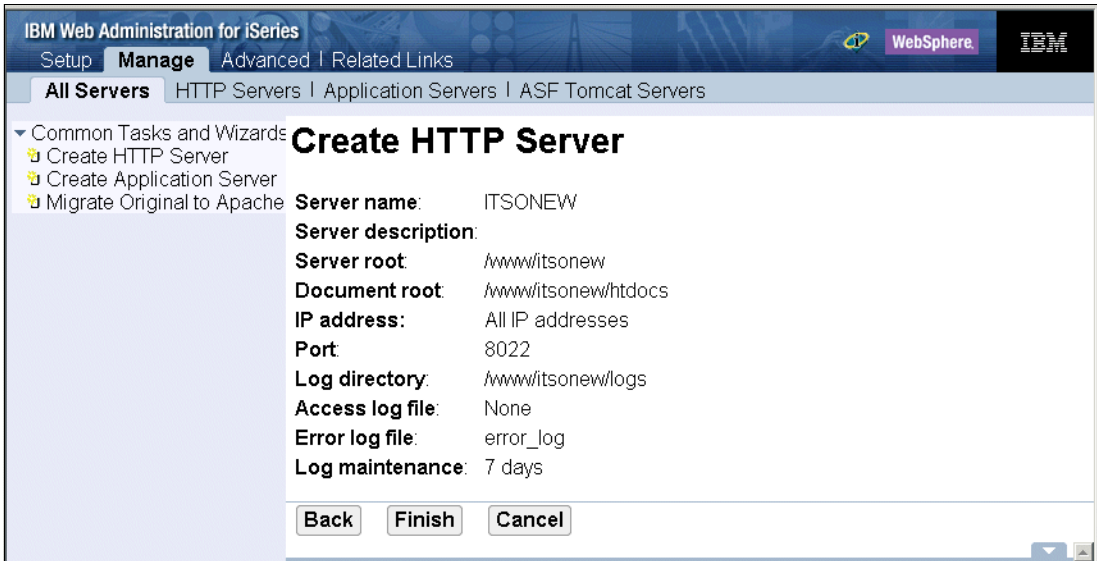 IBM Web Administration for iSeries
WebSphere.
IBM
Setup Manage Advanced | Related Links
All Servers HTTP Servers | Application Servers | ASF Tomcat Servers
Common Tasks and Wizards
Create HTTP Server
Create Application Server
Migrate Original to Apache
Create HTTP Server
Server name: ITSONEW
Server description:
Server root: /www/itsonew
Document root: /www/itsonew/htdocs
IP address: All IP addresses
Port: 8022
Log directory: /www/itsonew/logs
Access log file: None
Error log file: error_log
Log maintenance: 7 days
Back Finish Cancel